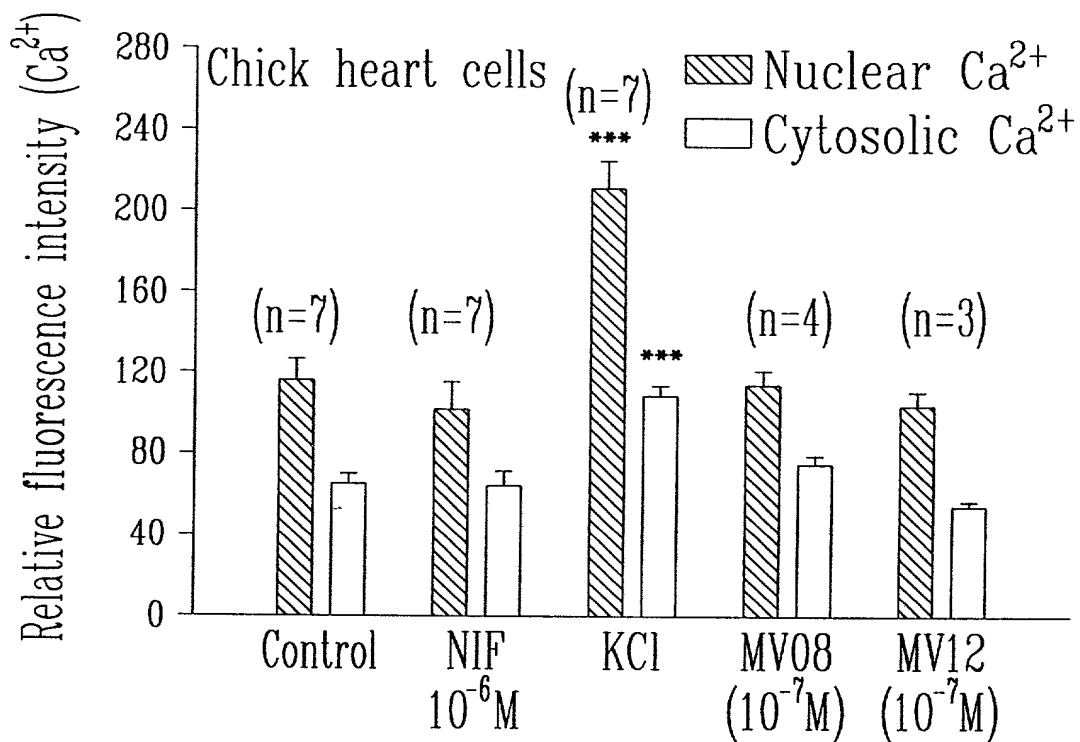 Relative fluorescence intensity (Ca²⁺)
280
240
200
160
120
80
40
0
Chick heart cells
Nuclear Ca²⁺
Cytosolic Ca²⁺
(n=7)
(n=7)
(n=7)
***
***
(n=4)
(n=3)
Control
NIF
10⁻⁶M
KCl
MV08
(10⁻⁷M)
MV12
(10⁻⁷M)